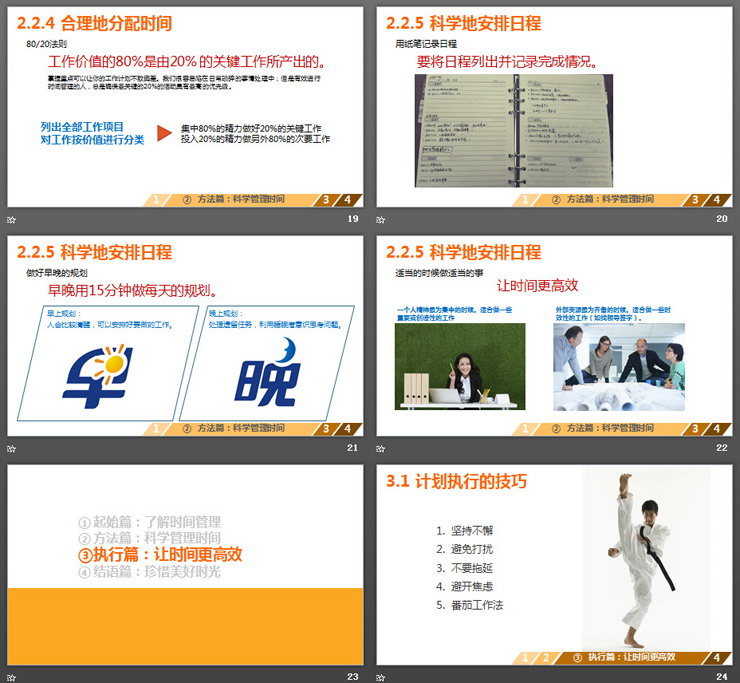 2.2.4 合理地分配时间
80/20法则
工作价值的80%是由20% 的关键工作所产出的。
掌握重点可以让你的工作计划不致偏差。我们很容易陷在日常琐碎的事情处理中；但是有效进行
时间管理的人，总是确保最关键的20%的活动具有最高的优先级。
列出全部工作项目
对工作按价值进行分类
集中80%的精力做好20%的关键工作
投入20%的精力做另外80%的次要工作
1 ② 方法篇：科学管理时间 3 4
19
2.2.5 科学地安排日程
用纸笔记录日程
要将日程列出并记录完成情况。
1 ② 方法篇：科学管理时间 3 4
20
2.2.5 科学地安排日程
做好早晚的规划
早晚用15分钟做每天的规划。
早上规划：
人会比较清醒，可以安排好要做的工作。
早
晚上规划：
处理遗留任务，利用睡眠潜意识思考问题。
晚
1 ② 方法篇：科学管理时间 3 4
21
2.2.5 科学地安排日程
适当的时候做适当的事
让时间更高效
一个人精神最为集中的时候。适合做一些
重要或创造性的工作
外部资源最为齐备的时候。适合做一些时
效性的工作（如找领导签字）。
1 ② 方法篇：科学管理时间 3 4
22
①起始篇：了解时间管理
②方法篇：科学管理时间
③执行篇：让时间更高效
④结语篇：珍惜美好时光
23
3.1 计划执行的技巧
1. 坚持不懈
2. 避免打扰
3. 不要拖延
4. 避开焦虑
5. 番茄工作法
1 2 ③ 执行篇：让时间更高效 4
24